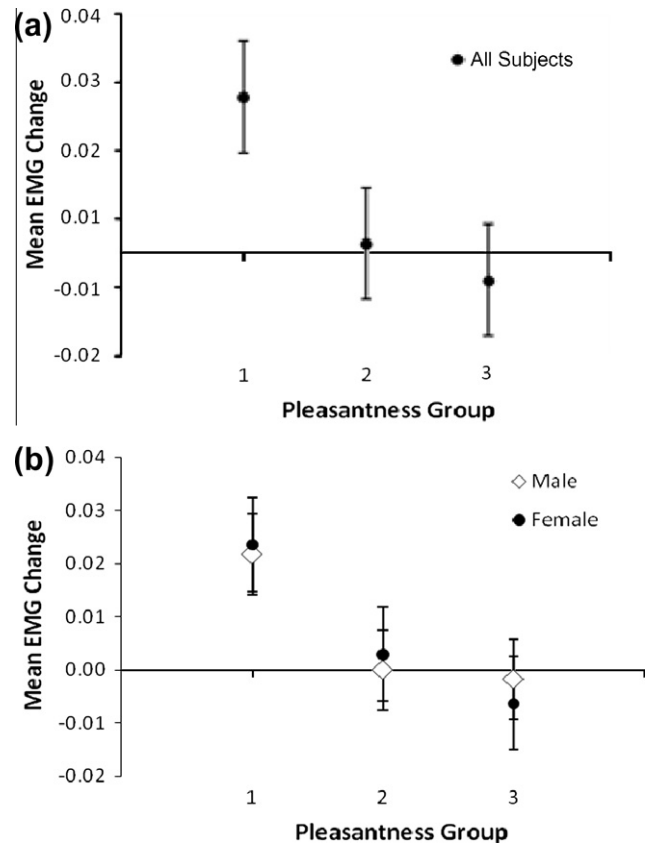 (a)
0.04
0.03
0.02
0.01
-0.01
-0.02
Mean EMG Change
All Subjects
1 2 3
Pleasantness Group
(b)
0.04
0.03
0.02
0.01
0.00
-0.01
-0.02
Mean EMG Change
Male
Female
1 2 3
Pleasantness Group